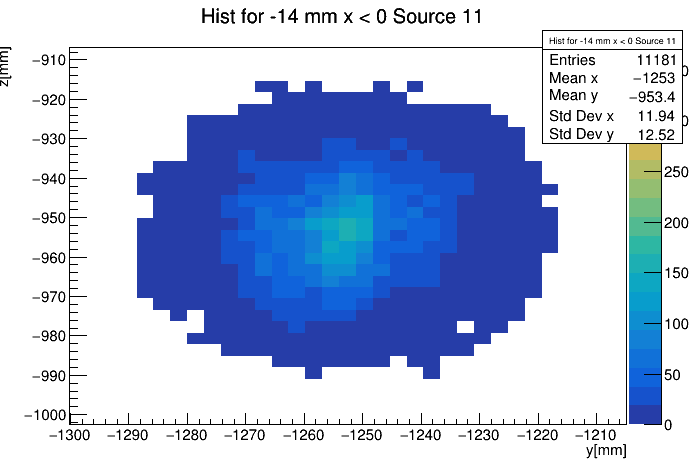 Hist for -14 mm x < 0 Source 11
z[mm]
−910
−920
−930
−940
−950
−960
−970
−980
−990
−1000
−1300 −1290 −1280 −1270 −1260 −1250 −1240 −1230 −1220 −1210
y[mm]
Hist for -14 mm x < 0 Source 11
Entries 11181
Mean x −1253
Mean y −953.4
Std Dev x 11.94
Std Dev y 12.52
0
0
250
200
150
100
50
0